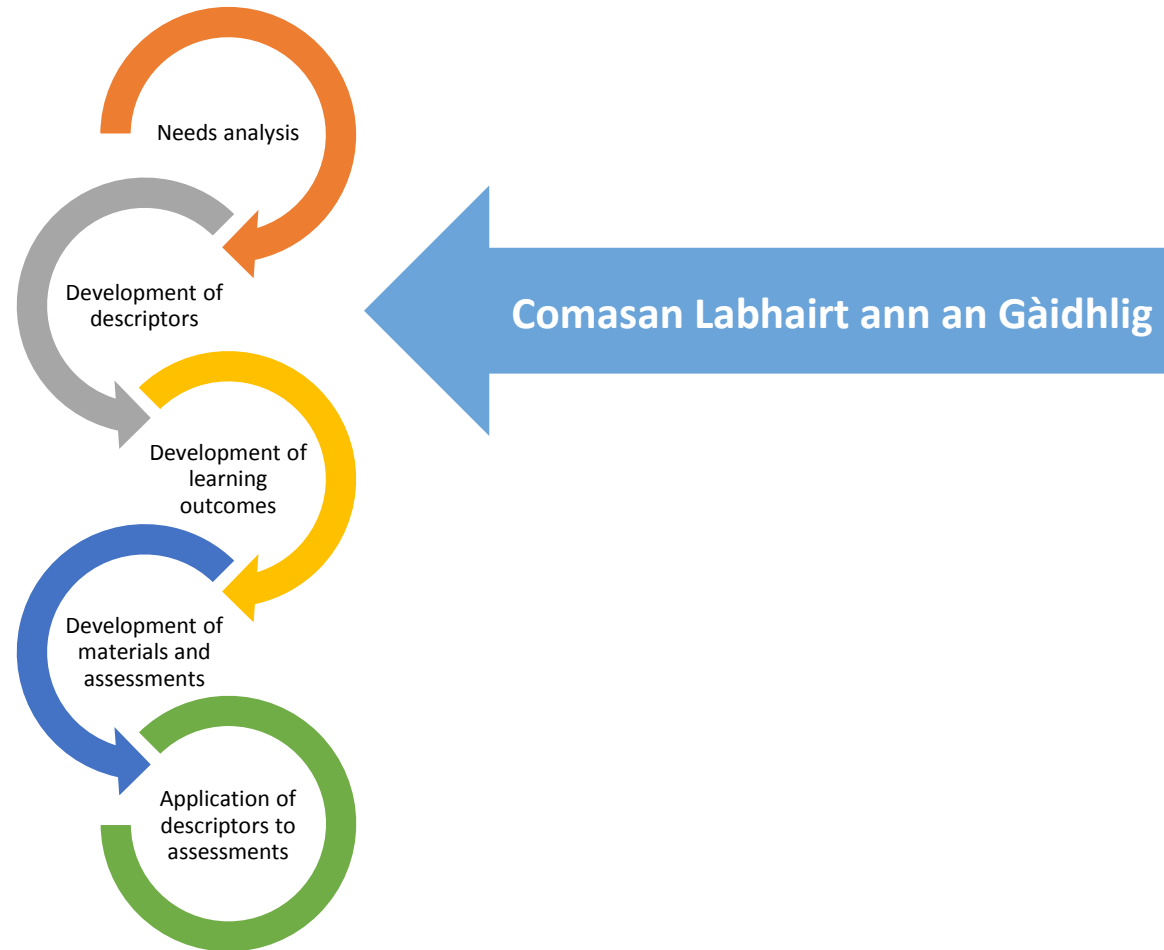 Needs analysis
Development of
descriptors
Comasan Labhairt ann an Gàidhlig
Development of
learning
outcomes
Development of
materials and
assessments
Application of
descriptors to
assessments